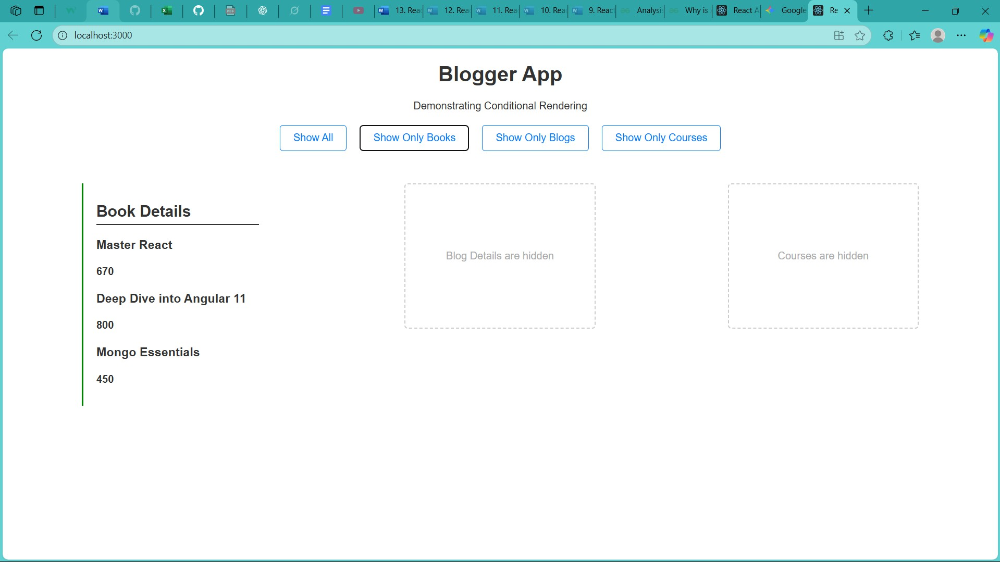 13. Reac
12. Rea
11. Rea
10. Rea
9. React
Analysis
Why is
React A
Google
Re
localhost:3000
Blogger App
Demonstrating Conditional Rendering
Show All
Show Only Books
Show Only Blogs
Show Only Courses
Book Details
Master React
670
Deep Dive into Angular 11
800
Mongo Essentials
450
Blog Details are hidden
Courses are hidden